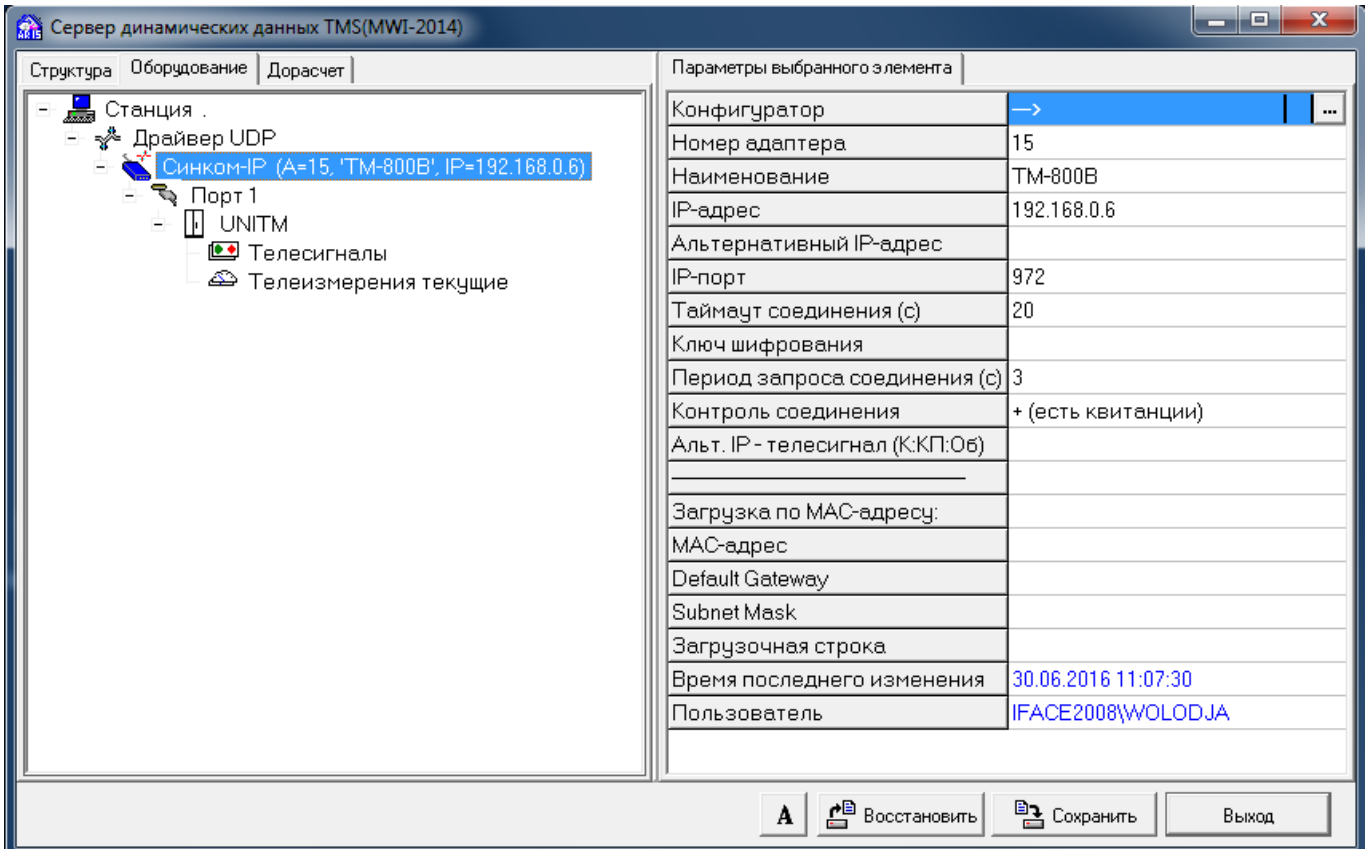 Сервер динамических данных TMS(MWI-2014)
Структура Оборудование Дорасчет
Станция .
Драйвер UDP
Синком-IP (A=15, 'TM-800B', IP=192.168.0.6)
Порт 1
UNITM
Телесигналы
Телеизмерения текущие
Параметры выбранного элемента
Конфигуратор —> ...
Номер адаптера 15
Наименование ТМ-800В
IP-адрес 192.168.0.6
Альтернативный IP-адрес
IP-порт 972
Таймаут соединения (с) 20
Ключ шифрования
Период запроса соединения (с) 3
Контроль соединения + (есть квитанции)
Альт. IP - телесигнал (К:КП:Об)
Загрузка по MAC-адресу:
MAC-адрес
Default Gateway
Subnet Mask
Загрузочная строка
Время последнего изменения 30.06.2016 11:07:30
Пользователь IFACE2008\WOLODJA
A Восстановить Сохранить Выход